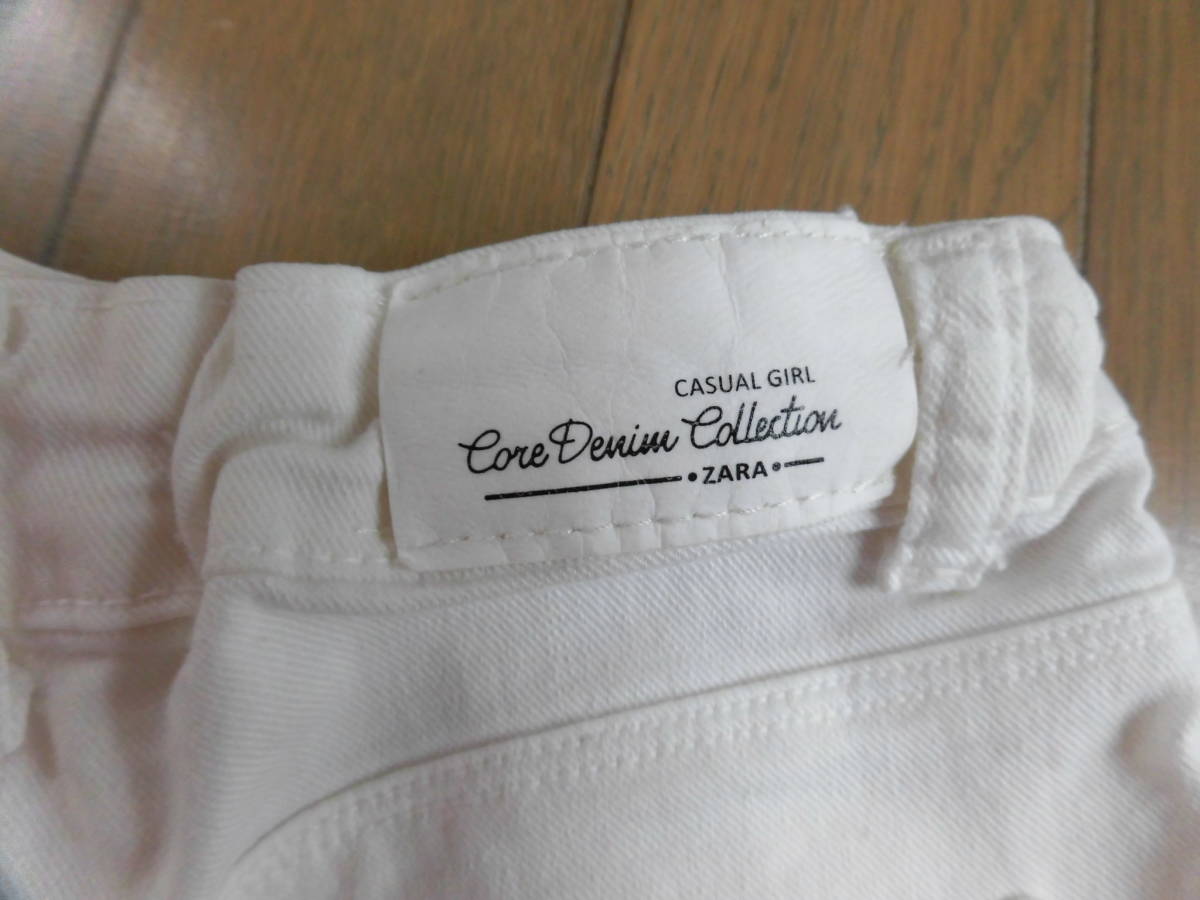 CASUAL GIRL
Core Denim Collection
•ZARA•